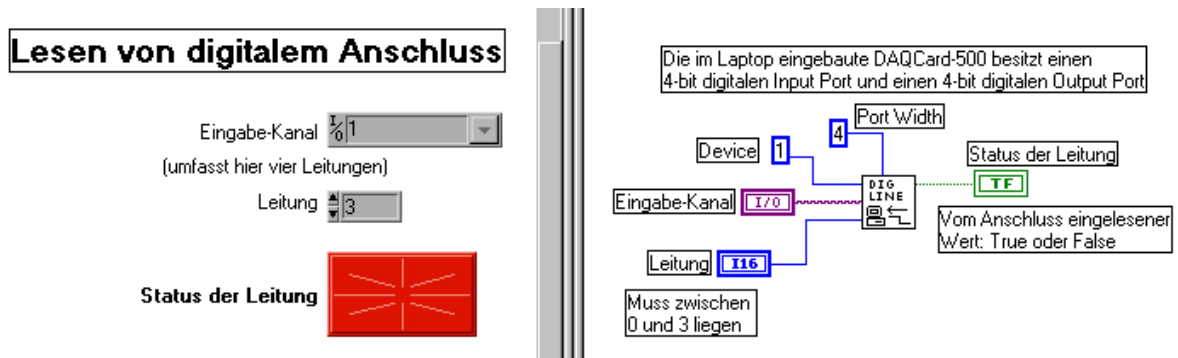 Lesen von digitalem Anschluss
Eingabe-Kanal I/O 1
(umfasst hier vier Leitungen)
Leitung 3
Status der Leitung
Die im Laptop eingebaute DAQCard-500 besitzt einen
4-bit digitalen Input Port und einen 4-bit digitalen Output Port
Port Width
4
Device 1
Status der Leitung
DIG
LINE
TF
Eingabe-Kanal I/O
Vom Anschluss eingelesener
Wert: True oder False
Leitung I16
Muss zwischen
0 und 3 liegen